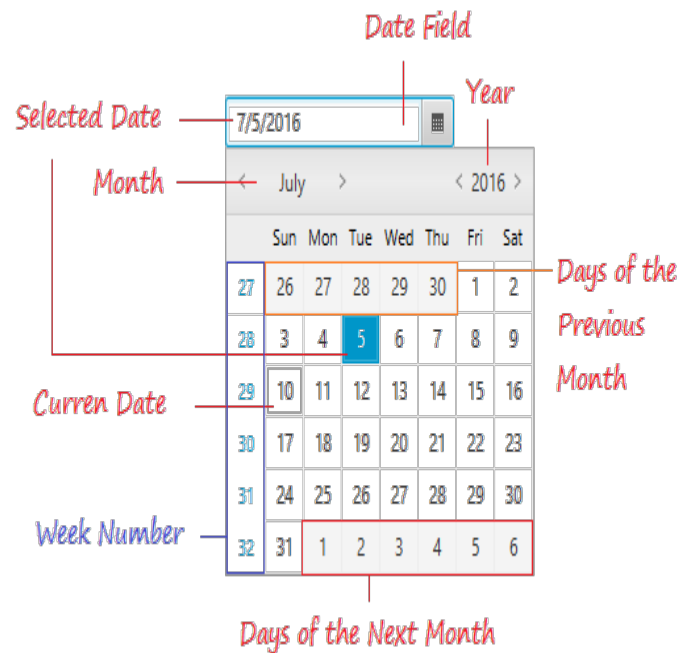 Date Field
Year
Selected Date
7/5/2016
Month
< July >
< 2016 >
Sun Mon Tue Wed Thu Fri Sat
27 26 27 28 29 30 1 2
Days of the
Previous
Month
28 3 4 5 6 7 8 9
29 10 11 12 13 14 15 16
Curren Date
30 17 18 19 20 21 22 23
31 24 25 26 27 28 29 30
Week Number
32 31 1 2 3 4 5 6
Days of the Next Month